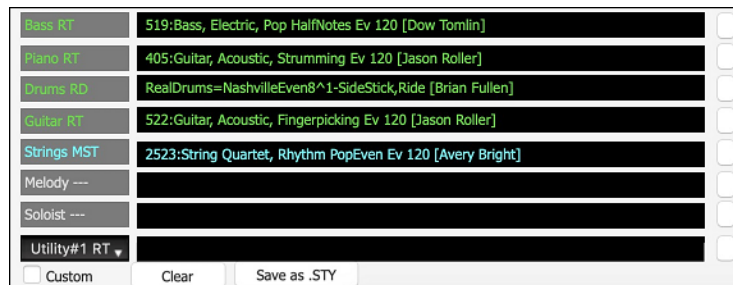 Bass RT 519:Bass, Electric, Pop HalfNotes Ev 120 [Dow Tomlin]
Piano RT 405:Guitar, Acoustic, Strumming Ev 120 [Jason Roller]
Drums RD RealDrums=NashvilleEven8^1-SideStick,Ride [Brian Fullen]
Guitar RT 522:Guitar, Acoustic, Fingerpicking Ev 120 [Jason Roller]
Strings MST 2523:String Quartet, Rhythm PopEven Ev 120 [Avery Bright]
Melody ---
Soloist ---
Utility#1 RT
Custom Clear Save as .STY